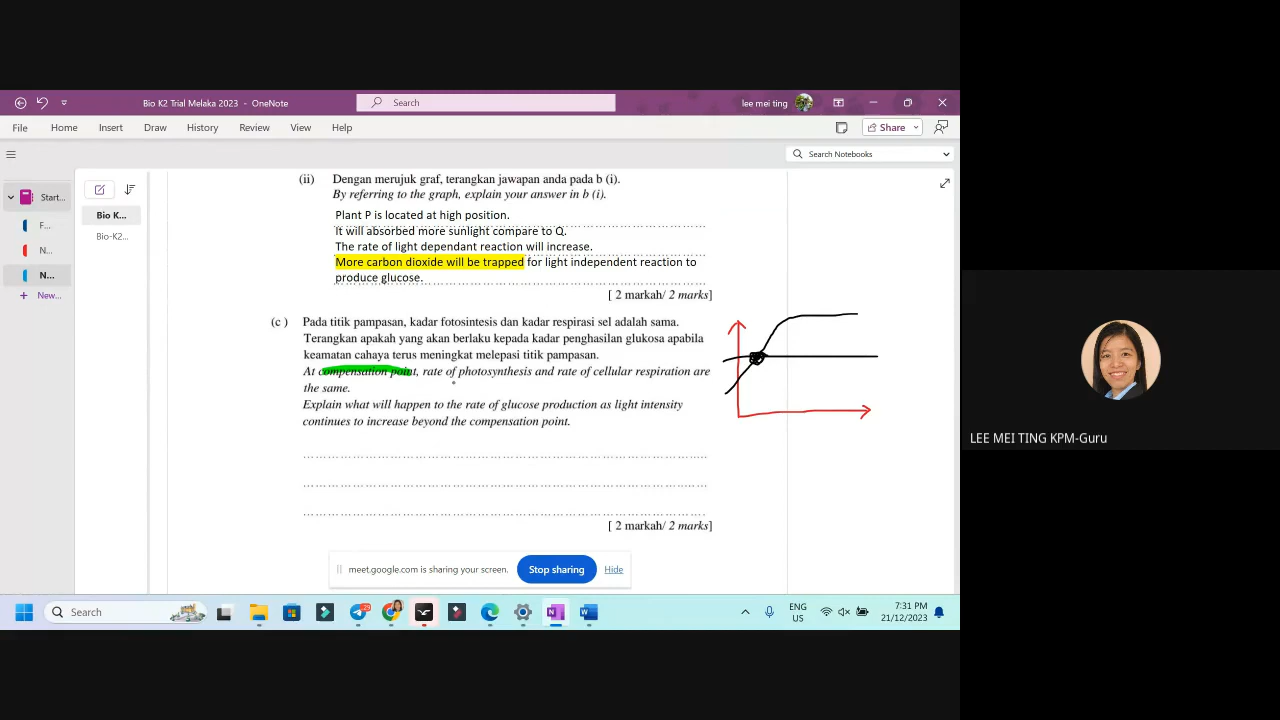 Bio K2 Trial Melaka 2023 - OneNote
Search
lee mei ting
File Home Insert Draw History Review View Help
Share
Search Notebooks
Start...
Bio K...
F...
Bio-K2...
N...
N...
New...
(ii) Dengan merujuk graf, terangkan jawapan anda pada b (i).
By referring to the graph, explain your answer in b (i).
Plant P is located at high position.
It will absorbed more sunlight compare to Q.
The rate of light dependant reaction will increase.
More carbon dioxide will be trapped for light independent reaction to
produce glucose.
[ 2 markah/ 2 marks]
(c ) Pada titik pampasan, kadar fotosintesis dan kadar respirasi sel adalah sama.
Terangkan apakah yang akan berlaku kepada kadar penghasilan glukosa apabila
keamatan cahaya terus meningkat melepasi titik pampasan.
At compensation point, rate of photosynthesis and rate of cellular respiration are
the same.
Explain what will happen to the rate of glucose production as light intensity
continues to increase beyond the compensation point.
[ 2 markah/ 2 marks]
meet.google.com is sharing your screen. Stop sharing Hide
LEE MEI TING KPM-Guru
Search
ENG
US
7:31 PM
21/12/2023